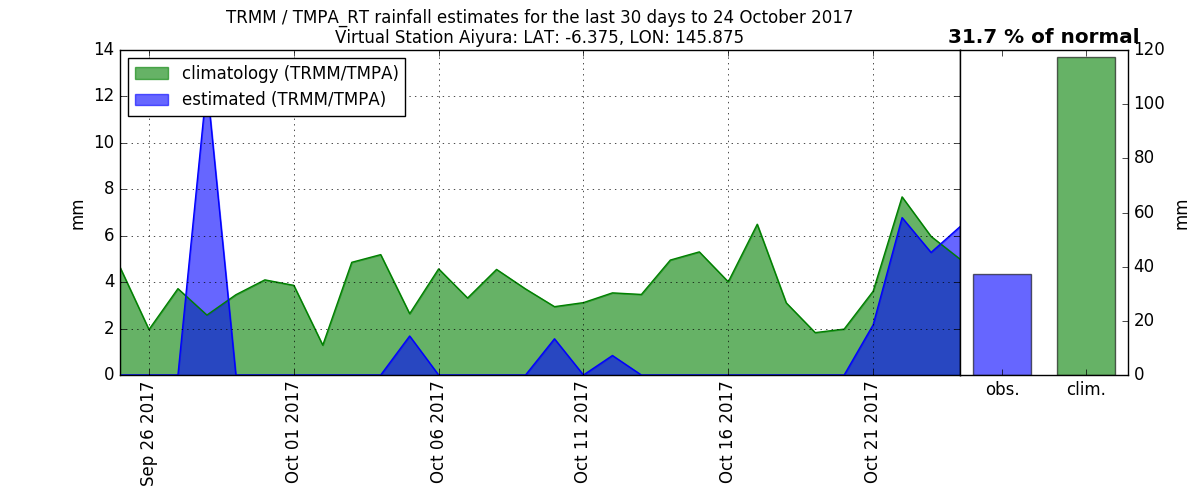 TRMM / TMPA_RT rainfall estimates for the last 30 days to 24 October 2017
Virtual Station Aiyura: LAT: -6.375, LON: 145.875
31.7 % of normal
climatology (TRMM/TMPA)
estimated (TRMM/TMPA)
mm
14
12
10
8
6
4
2
0
Sep 26 2017
Oct 01 2017
Oct 06 2017
Oct 11 2017
Oct 16 2017
Oct 21 2017
120
100
80
60
40
20
0
mm
obs.
clim.